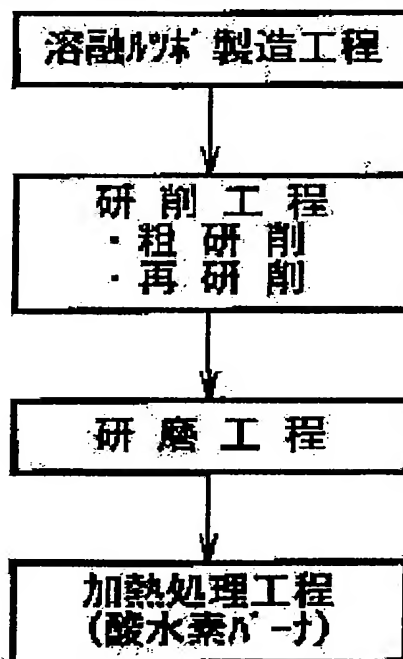 溶融ﾙﾂﾎﾞ製造工程
研削工程
・粗研削
・再研削
研磨工程
加熱処理工程
(酸水素ﾊﾞｰﾅ)